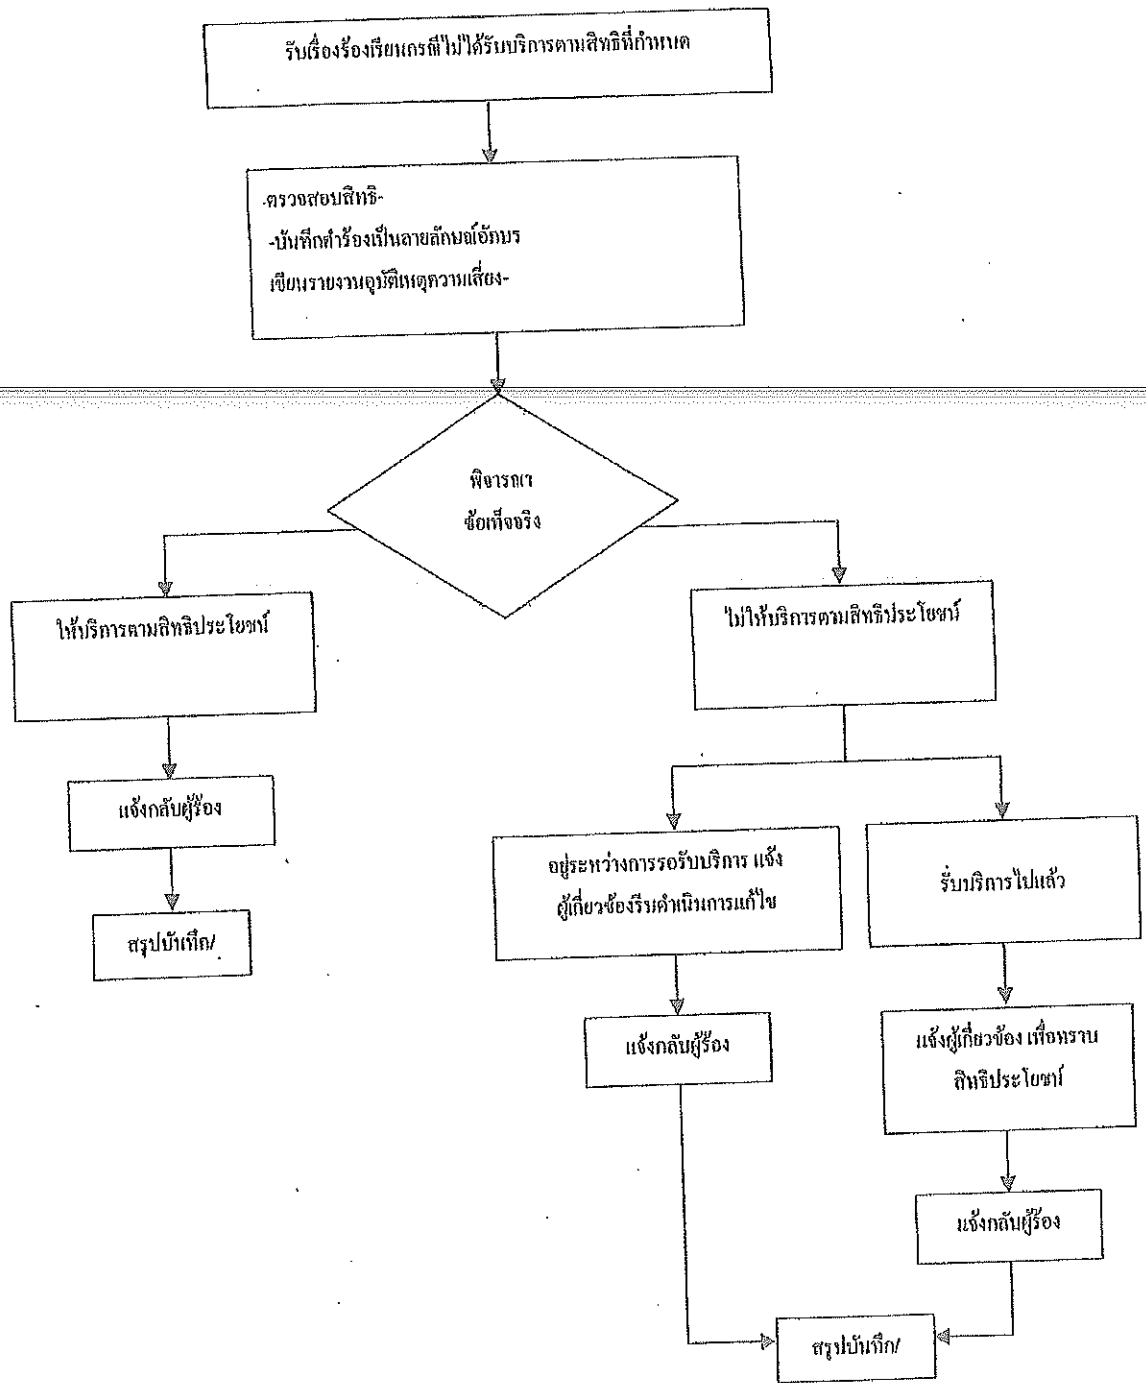 รับเรื่องร้องเรียนกรณีไม่ได้รับบริการตามสิทธิที่กำหนด
-ตรวจสอบสิทธิ-
-บันทึกคำร้องเป็นลายลักษณ์อักษร
เขียนรายงานอุบัติเหตุความเสี่ยง-
พิจารณา
ข้อเท็จจริง
ให้บริการตามสิทธิประโยชน์
ไม่ให้บริการตามสิทธิประโยชน์
แจ้งกลับผู้ร้อง
สรุปบันทึก/
อยู่ระหว่างการรอรับบริการ แจ้ง
ผู้เกี่ยวข้องรีบดำเนินการแก้ไข
รับบริการไปแล้ว
แจ้งกลับผู้ร้อง
แจ้งผู้เกี่ยวข้อง เพื่อทราบ
สิทธิประโยชน์
แจ้งกลับผู้ร้อง
สรุปบันทึก/